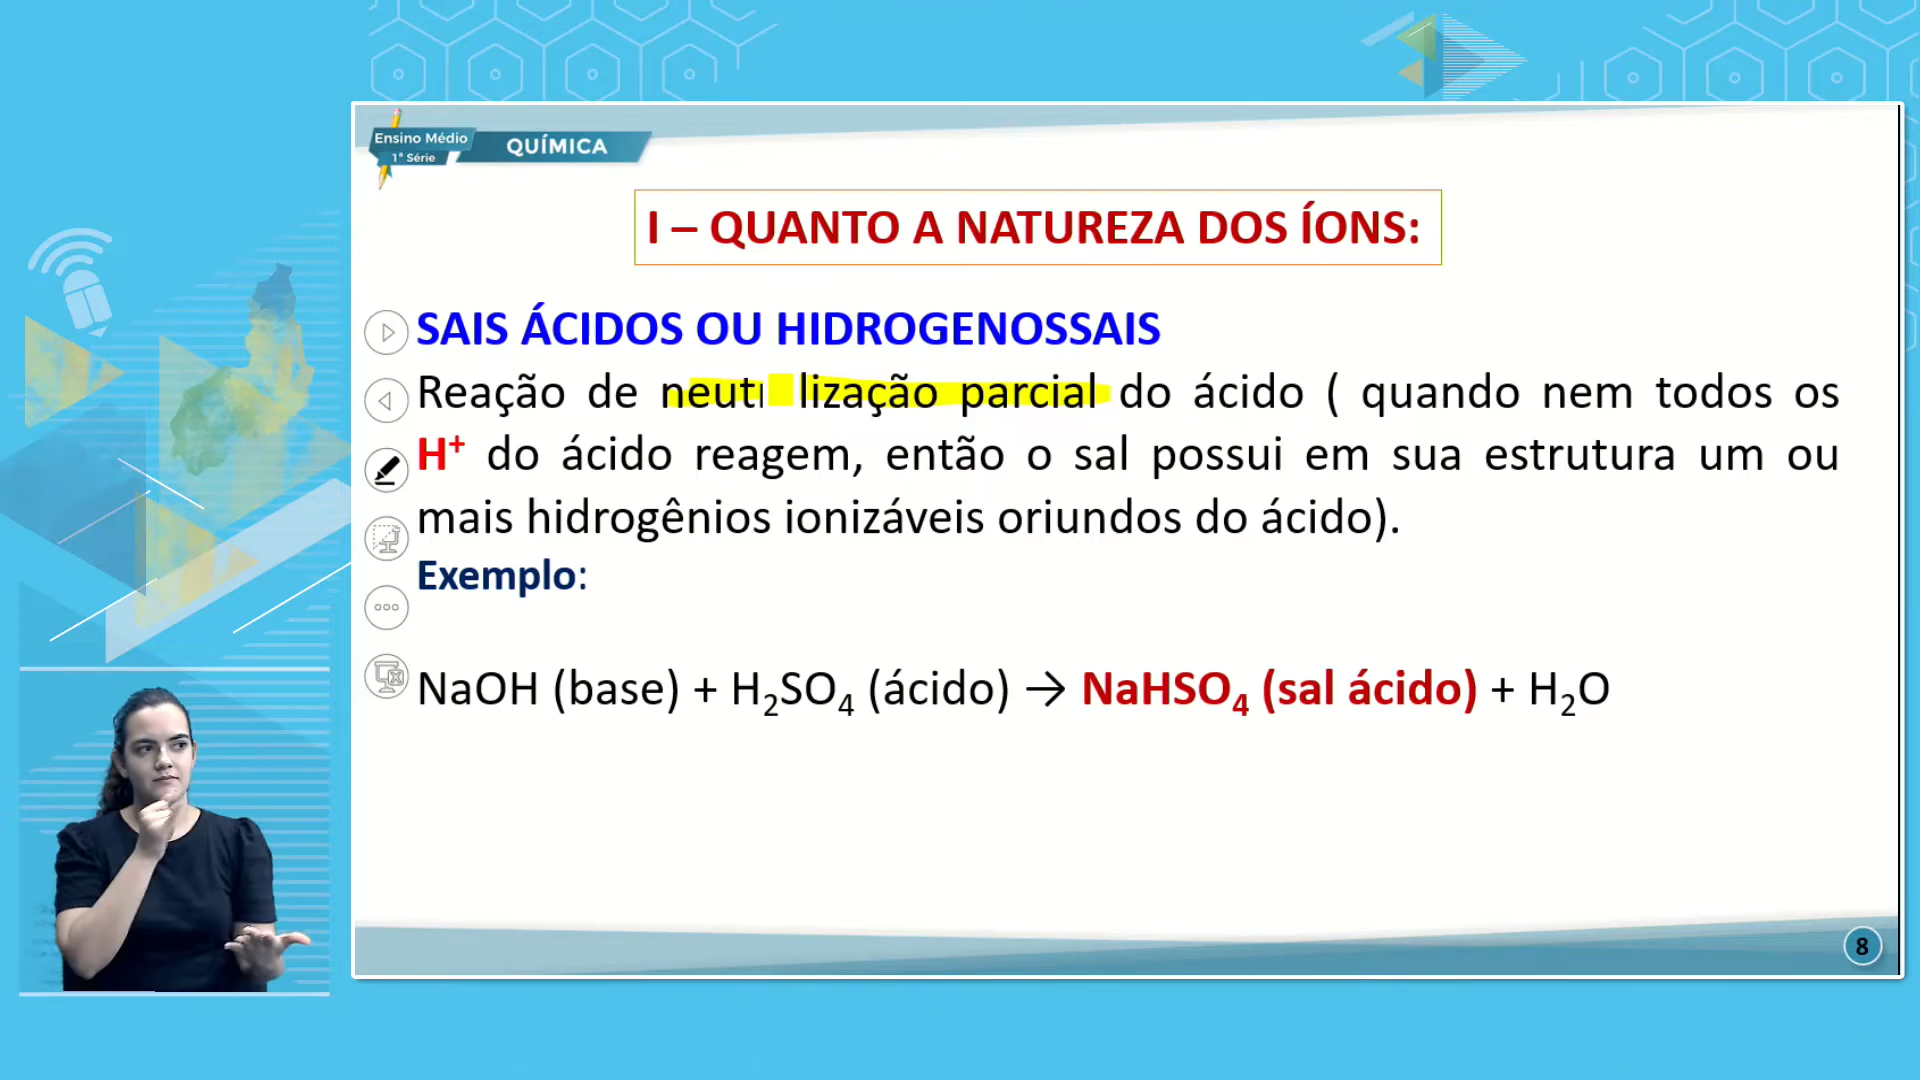 Ensino Médio
1ª Série
QUÍMICA
I – QUANTO A NATUREZA DOS ÍONS:
SAIS ÁCIDOS OU HIDROGENOSSAIS
Reação de neut lização parcial do ácido ( quando nem todos os
H⁺ do ácido reagem, então o sal possui em sua estrutura um ou
mais hidrogênios ionizáveis oriundos do ácido).
Exemplo:
NaOH (base) + H₂SO₄ (ácido) → NaHSO₄ (sal ácido) + H₂O
8